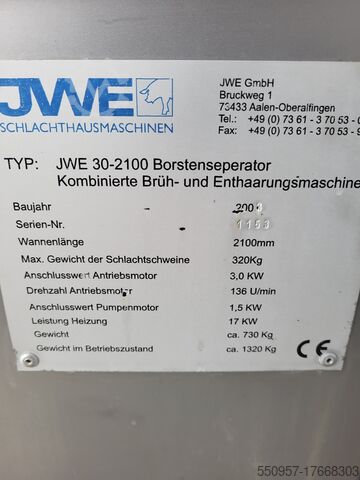 JWE
SCHLACHTHAUSMASCHINEN
JWE GmbH
Bruckweg 1
73433 Aalen-Oberalfingen
Tel.: +49 (0) 73 61 - 3 70 53 - 0
Fax: +49 (0) 73 61 - 3 70 53 - 9
TYP: JWE 30-2100 Borstenseperator
Kombinierte Brüh- und Enthaarungsmaschine
Baujahr
Serien-Nr. 1153
Wannenlänge 2100mm
Max. Gewicht der Schlachtschweine 320Kg
Anschlusswert Antriebsmotor 3,0 KW
Drehzahl Antriebsmotor 136 U/min
Anschlusswert Pumpenmotor 1,5 KW
Leistung Heizung 17 KW
Gewicht ca. 730 Kg
Gewicht im Betriebszustand ca. 1320 Kg
CE
550957-17668303